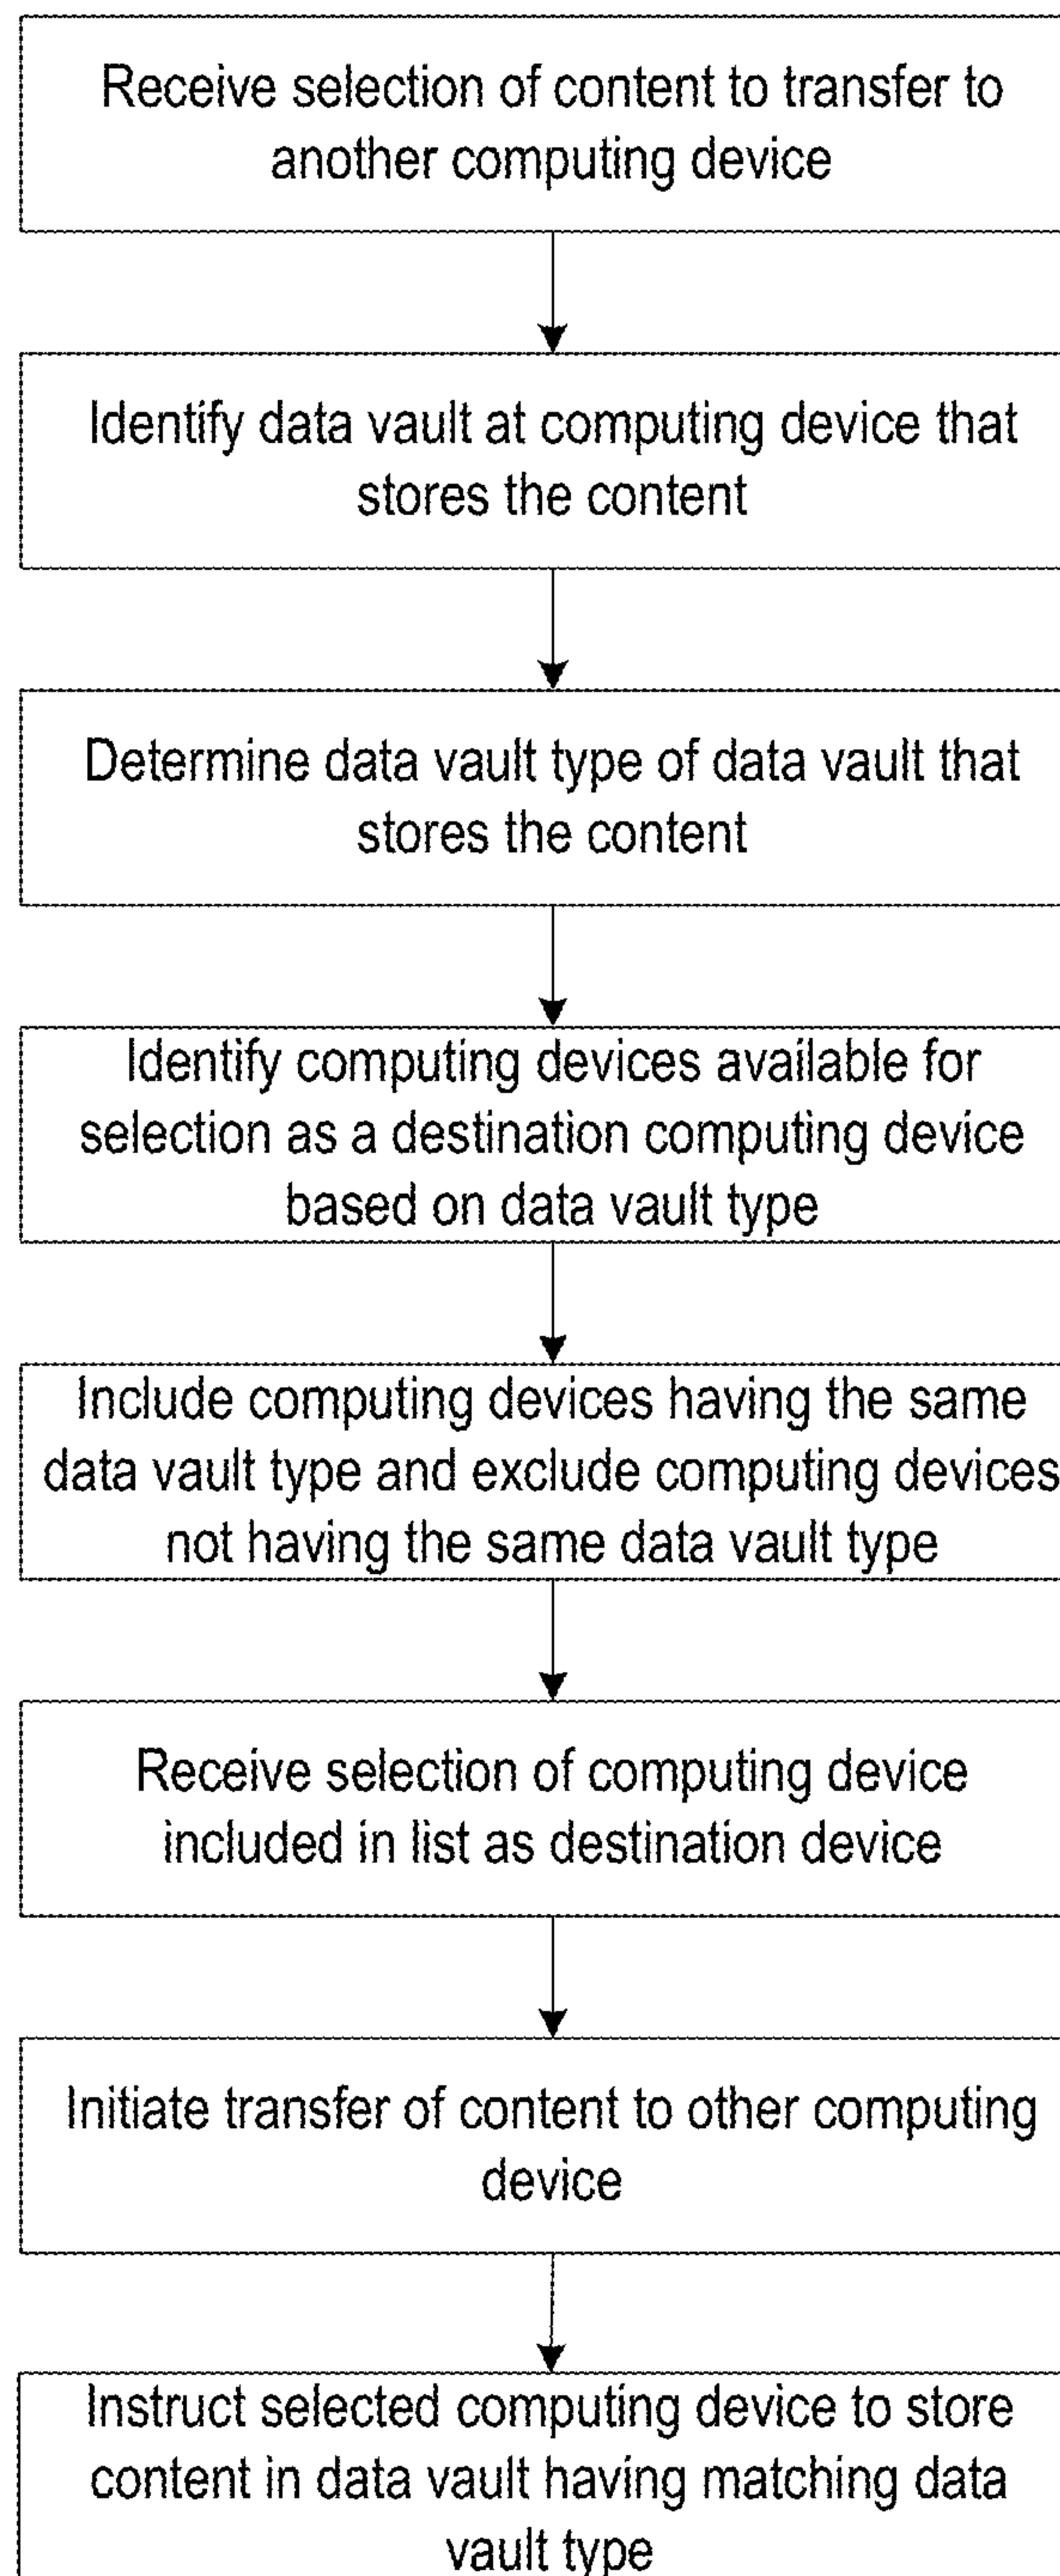 Receive selection of content to transfer to
another computing device
Identify data vault at computing device that
stores the content
Determine data vault type of data vault that
stores the content
Identify computing devices available for
selection as a destination computing device
based on data vault type
Include computing devices having the same
data vault type and exclude computing devices
not having the same data vault type
Receive selection of computing device
included in list as destination device
Initiate transfer of content to other computing
device
Instruct selected computing device to store
content in data vault having matching data
vault type